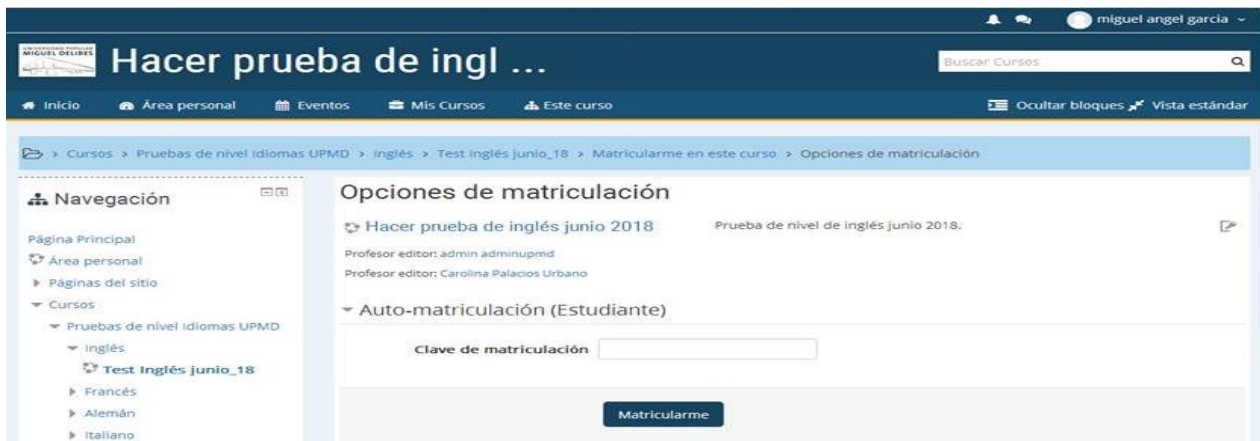 miguel angel garcia
UNIVERSIDAD POPULAR
MIGUEL DELIBES
Hacer prueba de ingl ...
Buscar Cursos
Inicio Área personal Eventos Mis Cursos Este curso Ocultar bloques Vista estándar
> Cursos > Pruebas de nivel idiomas UPMD > Inglés > Test Inglés junio_18 > Matricularme en este curso > Opciones de matriculación
Navegación
Página Principal
Área personal
Páginas del sitio
Cursos
Pruebas de nivel idiomas UPMD
Inglés
Test Inglés junio_18
Francés
Alemán
Italiano
Opciones de matriculación
Hacer prueba de inglés junio 2018 Prueba de nivel de inglés junio 2018.
Profesor editor: admin adminupmd
Profesor editor: Carolina Palacios Urbano
Auto-matriculación (Estudiante)
Clave de matriculación
Matricularme